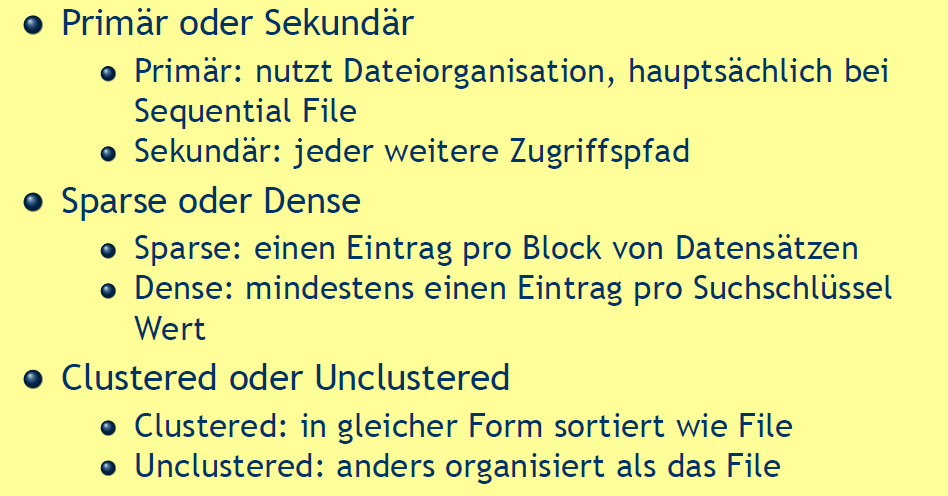 Primär oder Sekundär
Primär: nutzt Dateiorganisation, hauptsächlich bei
Sequential File
Sekundär: jeder weitere Zugriffspfad
Sparse oder Dense
Sparse: einen Eintrag pro Block von Datensätzen
Dense: mindestens einen Eintrag pro Suchschlüssel
Wert
Clustered oder Unclustered
Clustered: in gleicher Form sortiert wie File
Unclustered: anders organisiert als das File